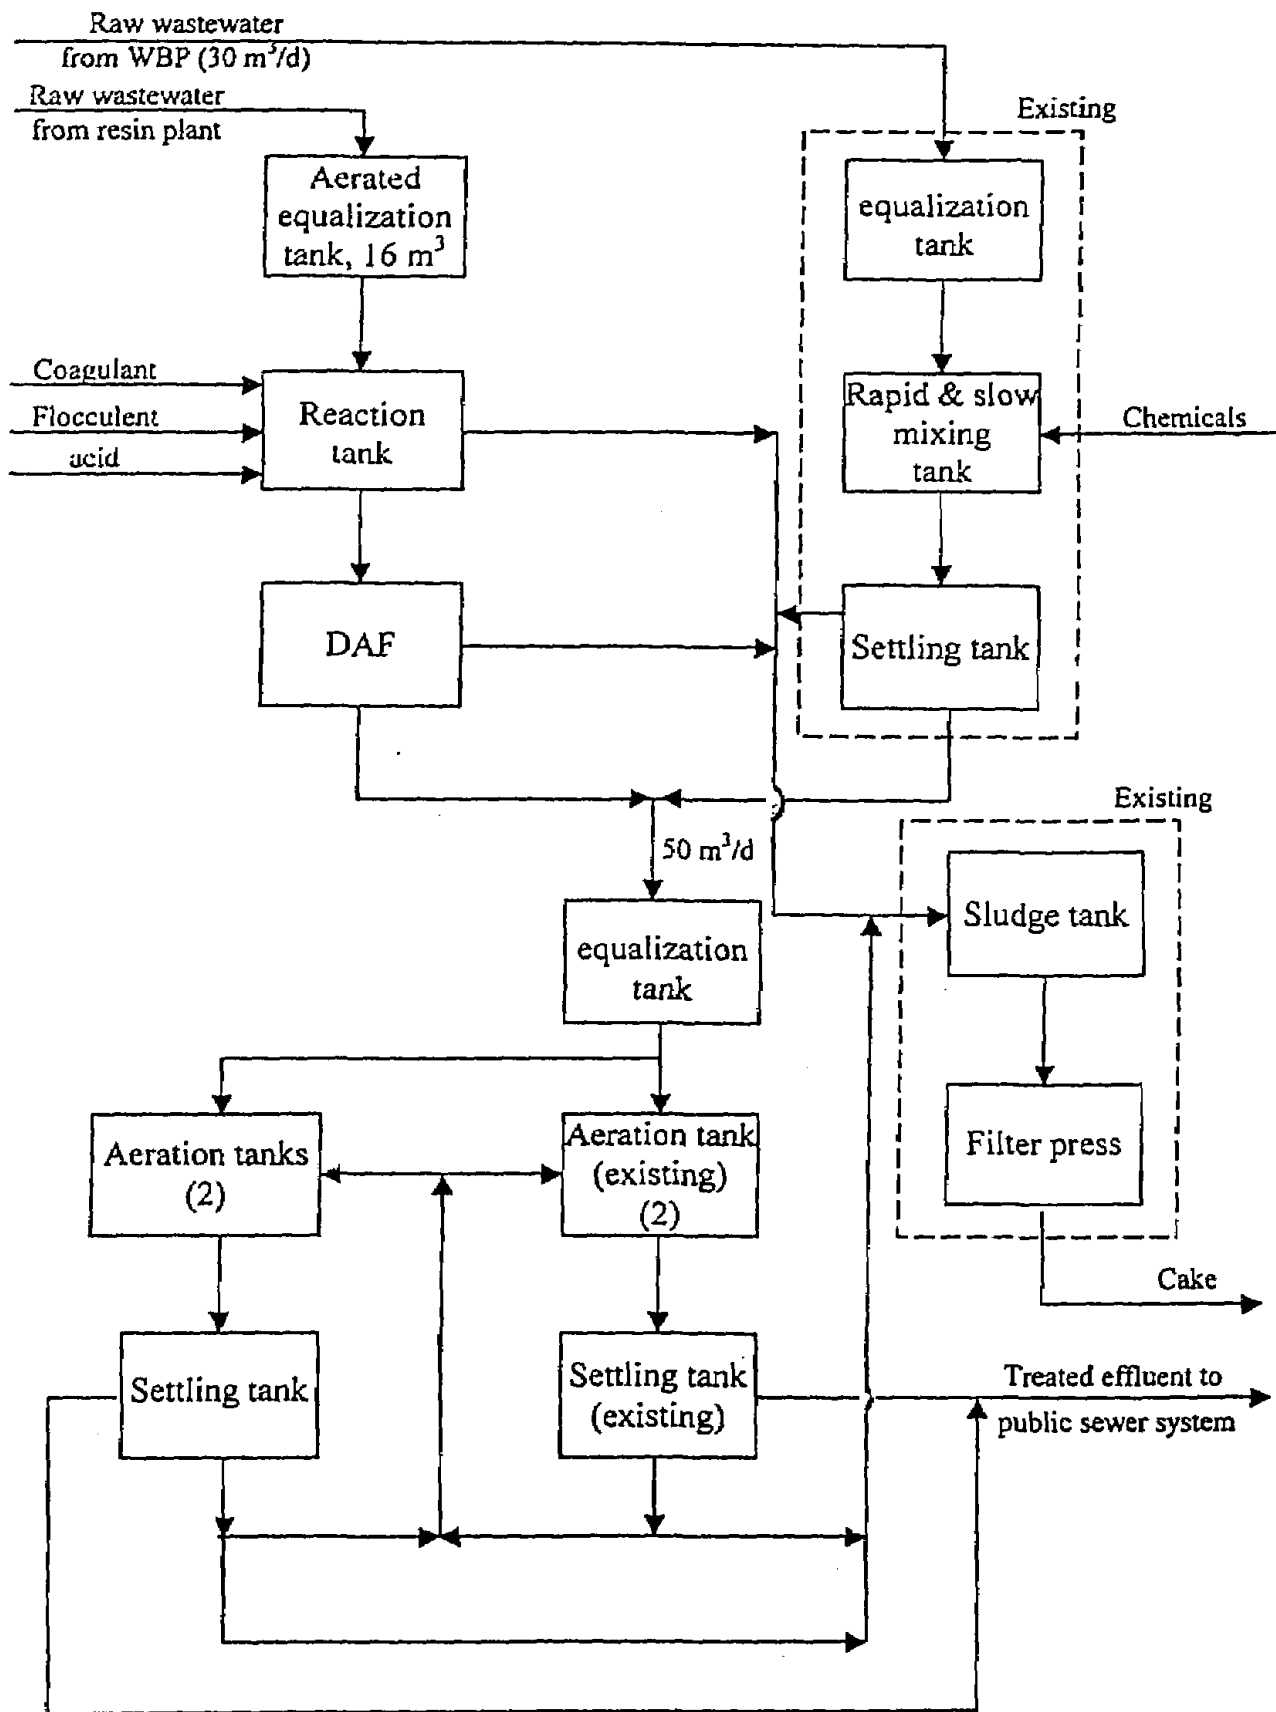 Raw wastewater
from WBP (30 m³/d)
Raw wastewater
from resin plant
Existing
Aerated
equalization
tank, 16 m³
equalization
tank
Coagulant
Flocculent
acid
Reaction
tank
Rapid & slow
mixing
tank
Chemicals
DAF
Settling tank
Existing
50 m³/d
Sludge tank
equalization
tank
Aeration tanks
(2)
Aeration tank
(existing)
(2)
Filter press
Cake
Settling tank
Settling tank
(existing)
Treated effluent to
public sewer system